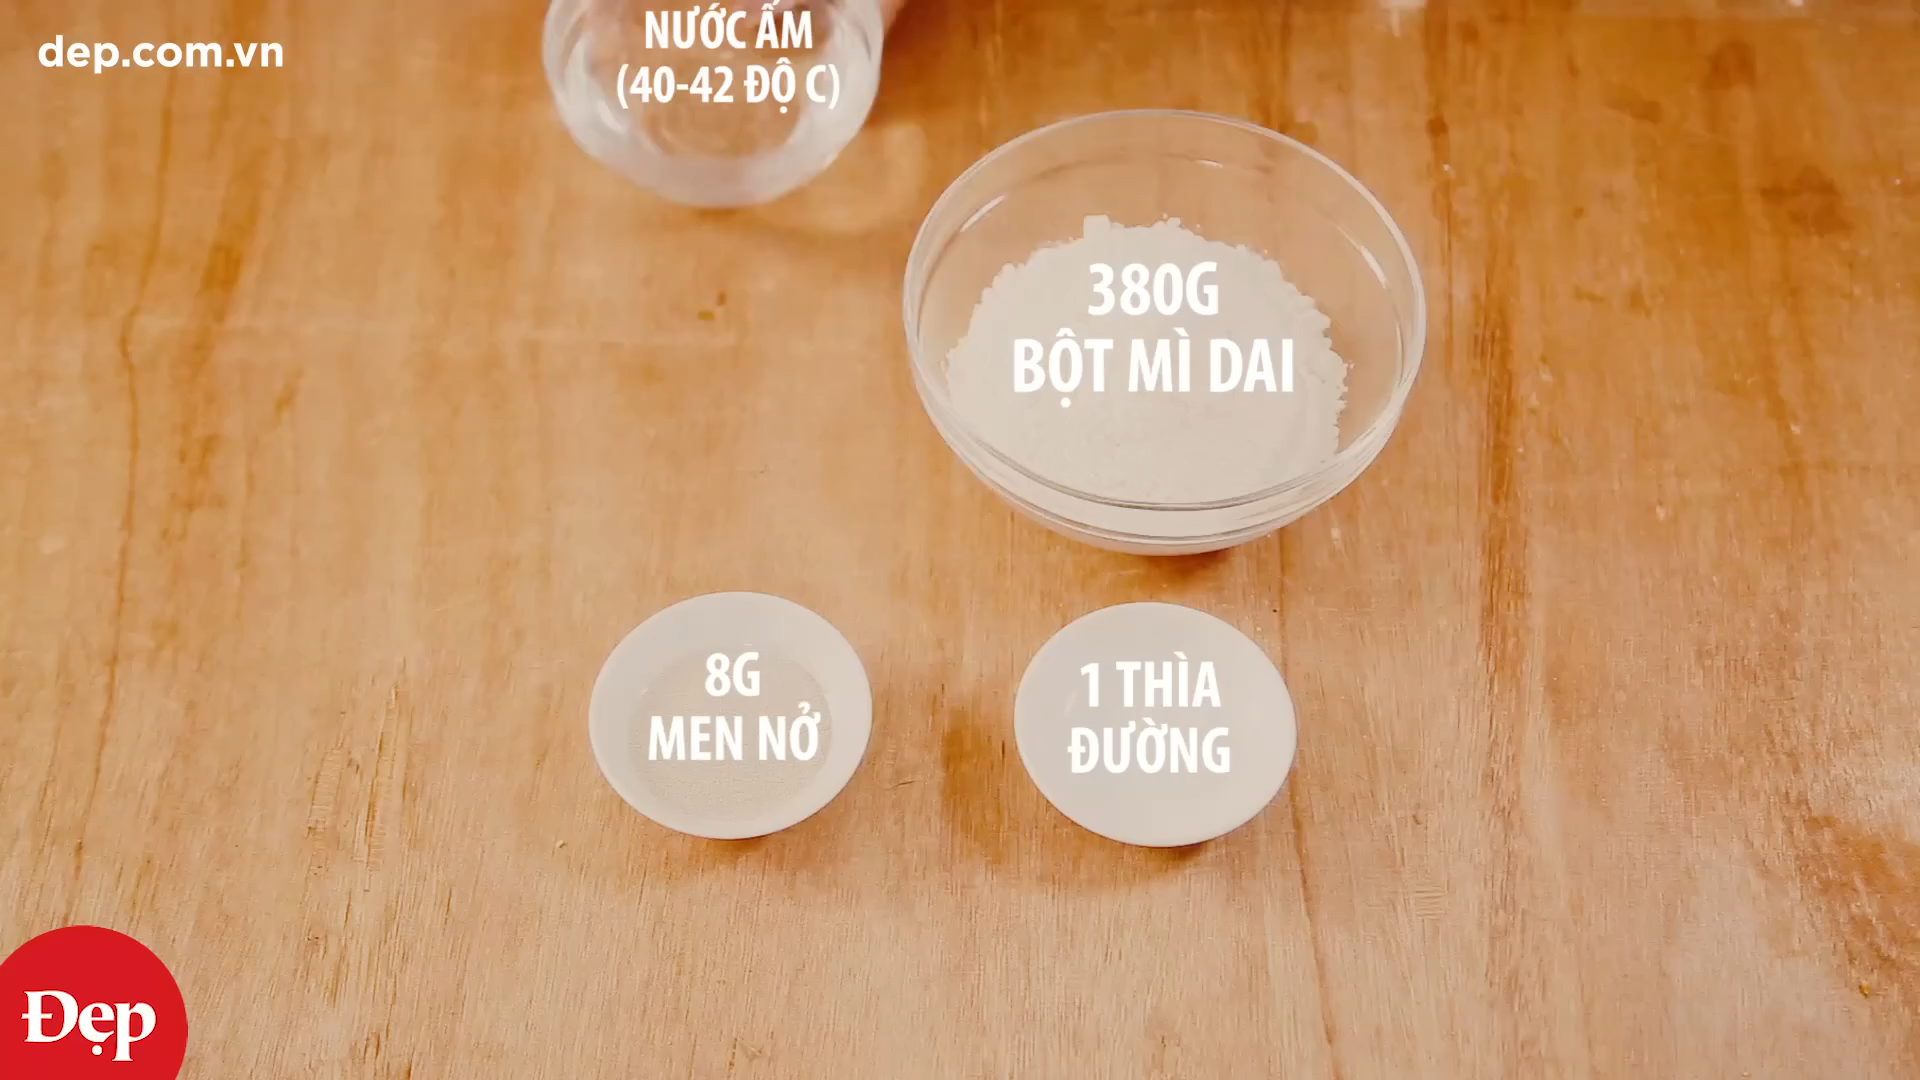 dep.com.vn
NƯỚC ẤM
(40-42 ĐỘ C)
380G
BỘT MÌ DAI
8G
MEN NỞ
1 THÌA
ĐƯỜNG
Đẹp